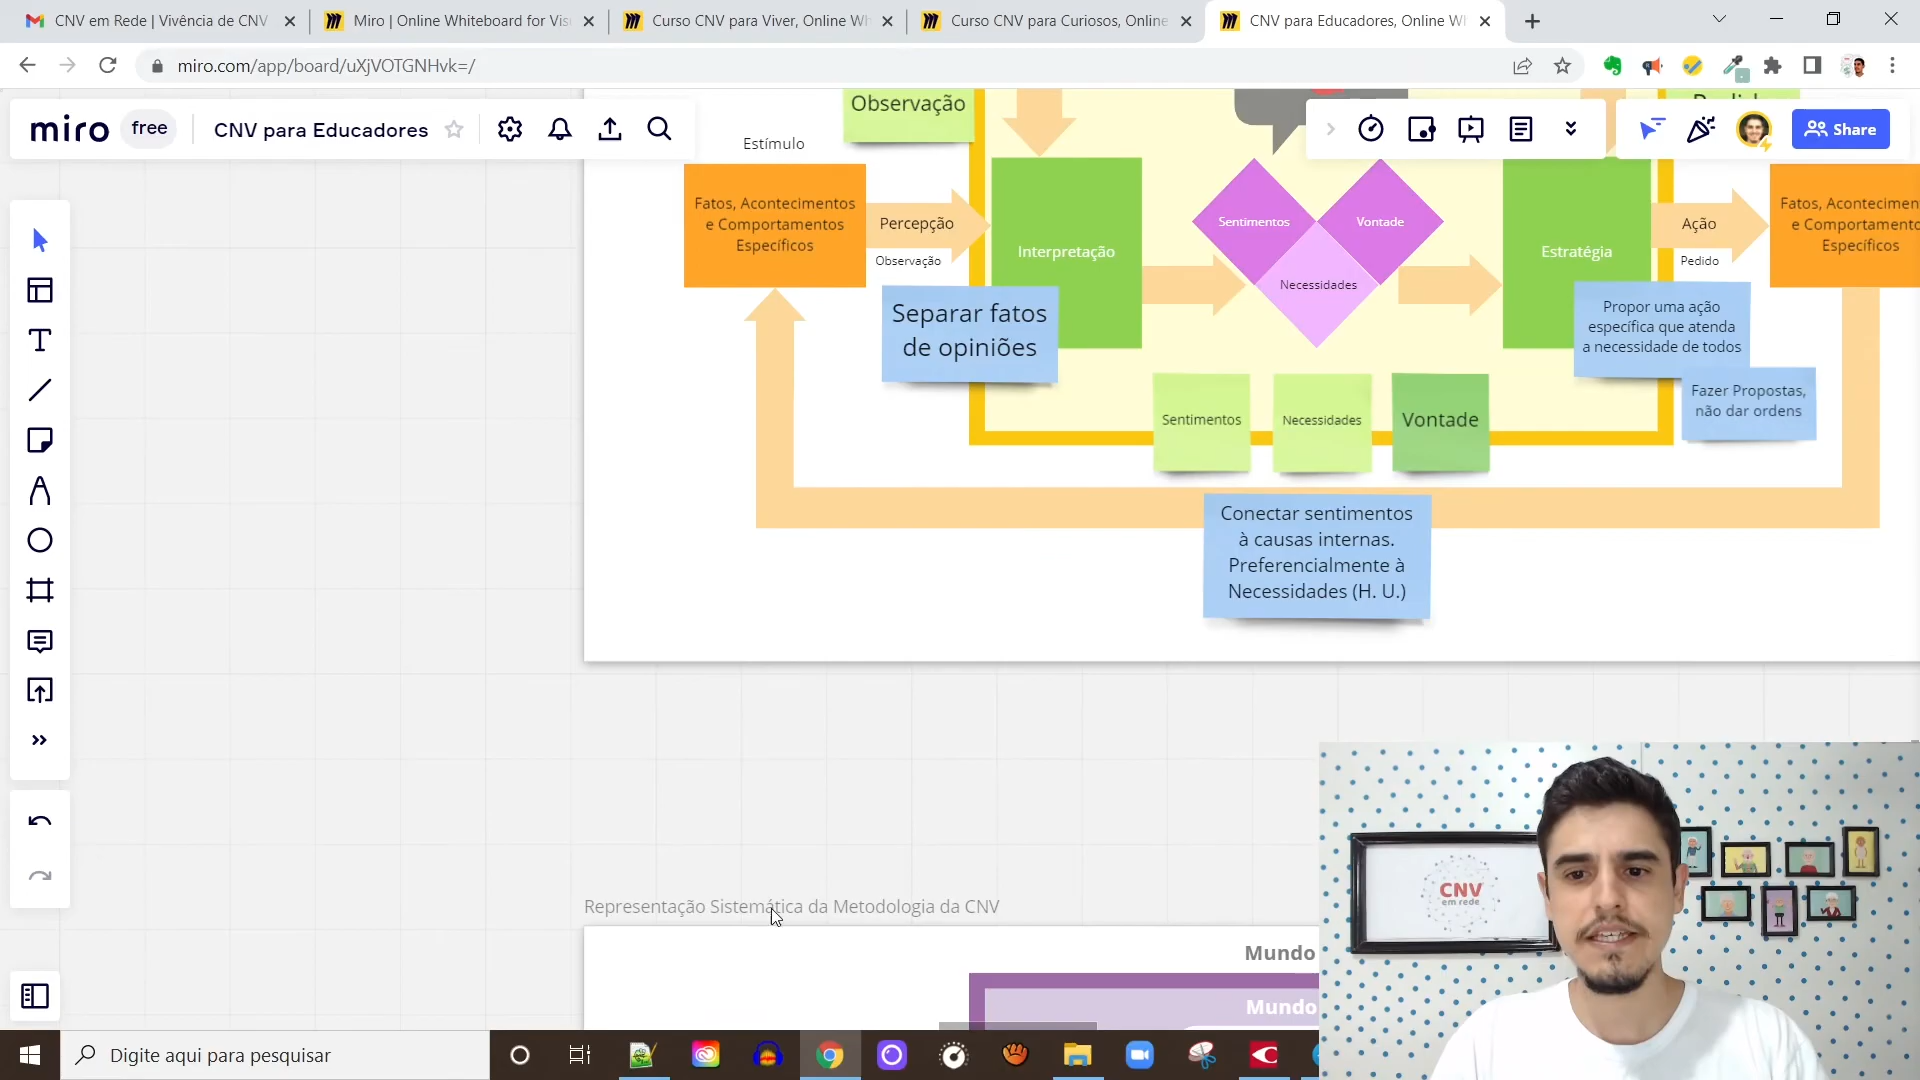 CNV em Rede | Vivência de CNV
Miro | Online Whiteboard for Vis
Curso CNV para Viver, Online Wh
Curso CNV para Curiosos, Online
CNV para Educadores, Online Wh
miro.com/app/board/uXjVOTGNHvk=/
miro
free
CNV para Educadores
Share
Observação
Estímulo
Fatos, Acontecimentos
e Comportamentos
Específicos
Percepção
Observação
Interpretação
Sentimentos
Vontade
Necessidades
Estratégia
Ação
Pedido
Fatos, Acontecimen
e Comportamento
Específicos
Separar fatos
de opiniões
Propor uma ação
específica que atenda
a necessidade de todos
Fazer Propostas,
não dar ordens
Sentimentos
Necessidades
Vontade
Conectar sentimentos
à causas internas.
Preferencialmente à
Necessidades (H. U.)
Representação Sistemática da Metodologia da CNV
Mundo
Mundo
CNV
em rede
Digite aqui para pesquisar